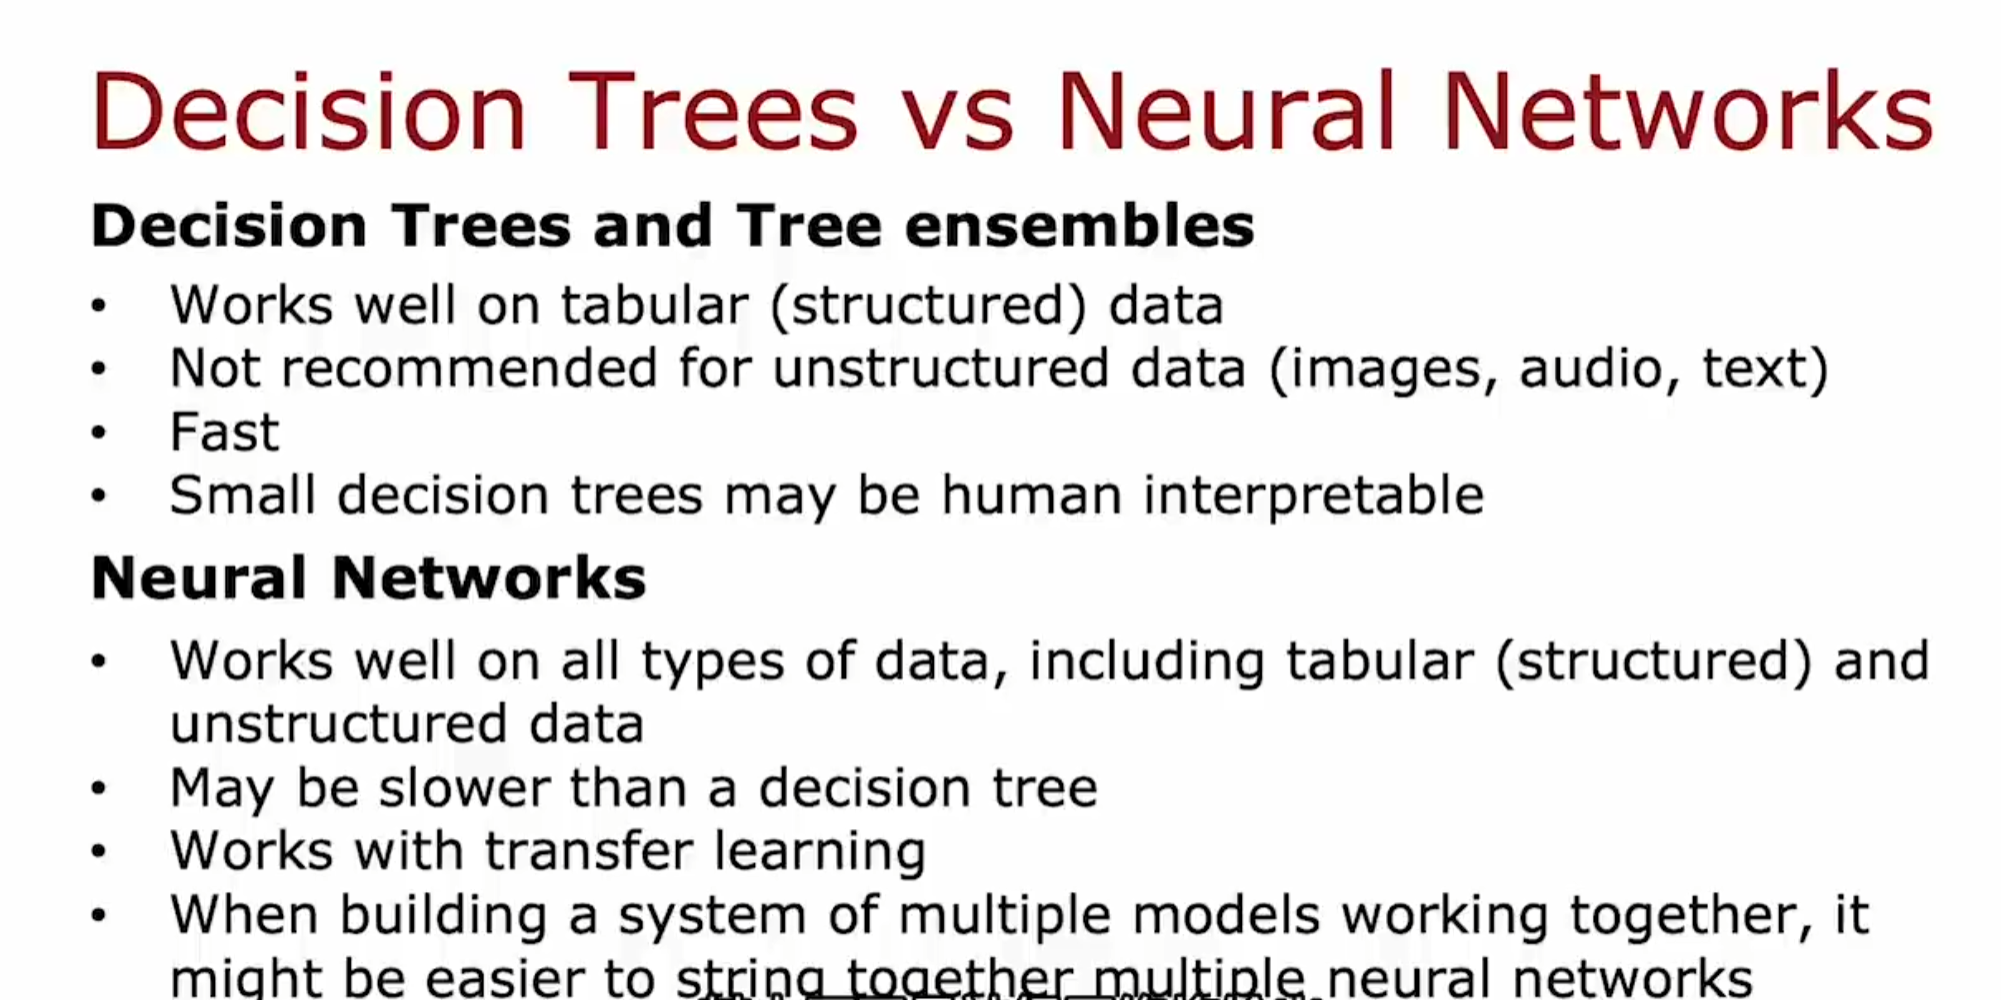 Decision Trees vs Neural Networks
Decision Trees and Tree ensembles
• Works well on tabular (structured) data
• Not recommended for unstructured data (images, audio, text)
• Fast
• Small decision trees may be human interpretable
Neural Networks
• Works well on all types of data, including tabular (structured) and
unstructured data
• May be slower than a decision tree
• Works with transfer learning
• When building a system of multiple models working together, it
might be easier to string together multiple neural networks